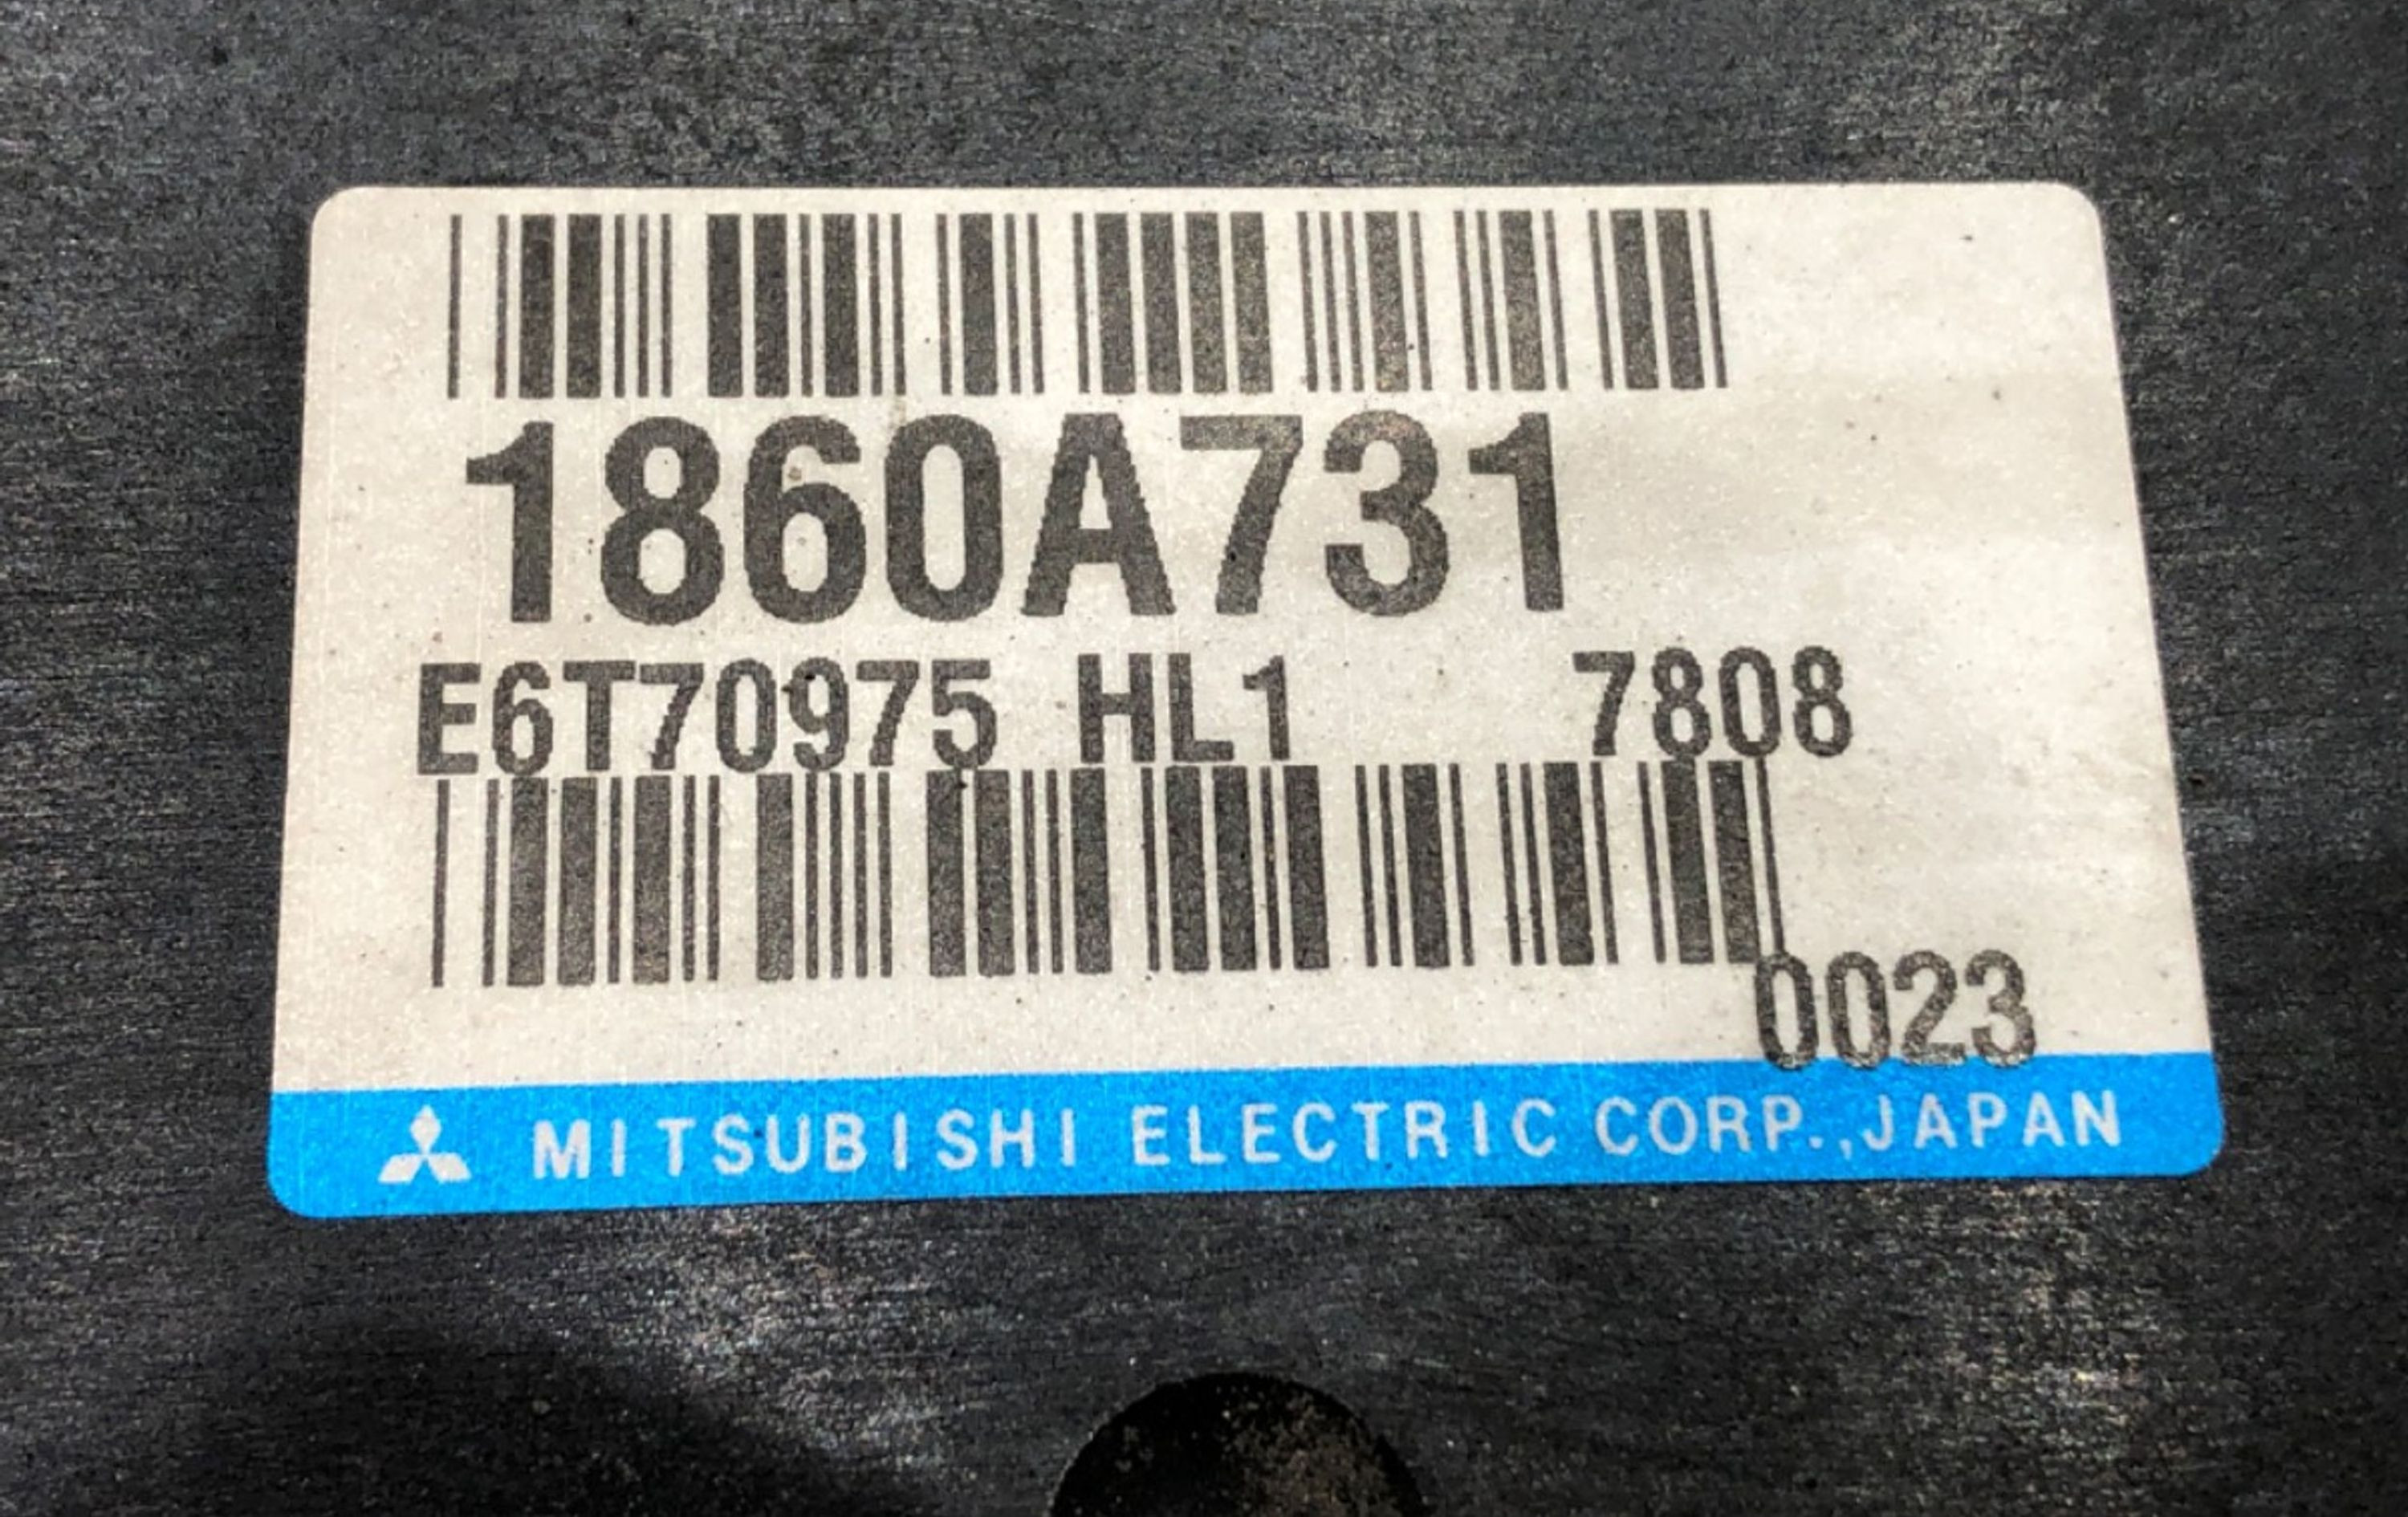 1860A731
E6T70975 HL1 7808
0023
MITSUBISHI ELECTRIC CORP.,JAPAN